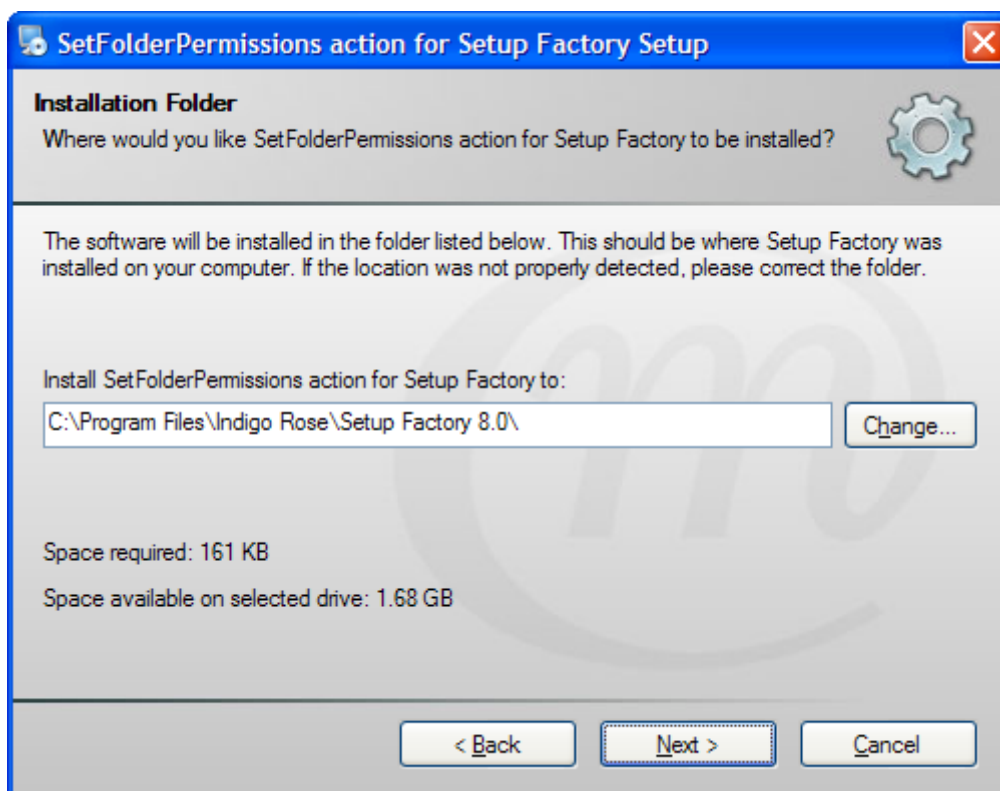 SetFolderPermissions action for Setup Factory Setup
Installation Folder
Where would you like SetFolderPermissions action for Setup Factory to be installed?
The software will be installed in the folder listed below. This should be where Setup Factory was
installed on your computer. If the location was not properly detected, please correct the folder.
Install SetFolderPermissions action for Setup Factory to:
C:\Program Files\Indigo Rose\Setup Factory 8.0\
Change...
Space required: 161 KB
Space available on selected drive: 1.68 GB
< Back
Next >
Cancel